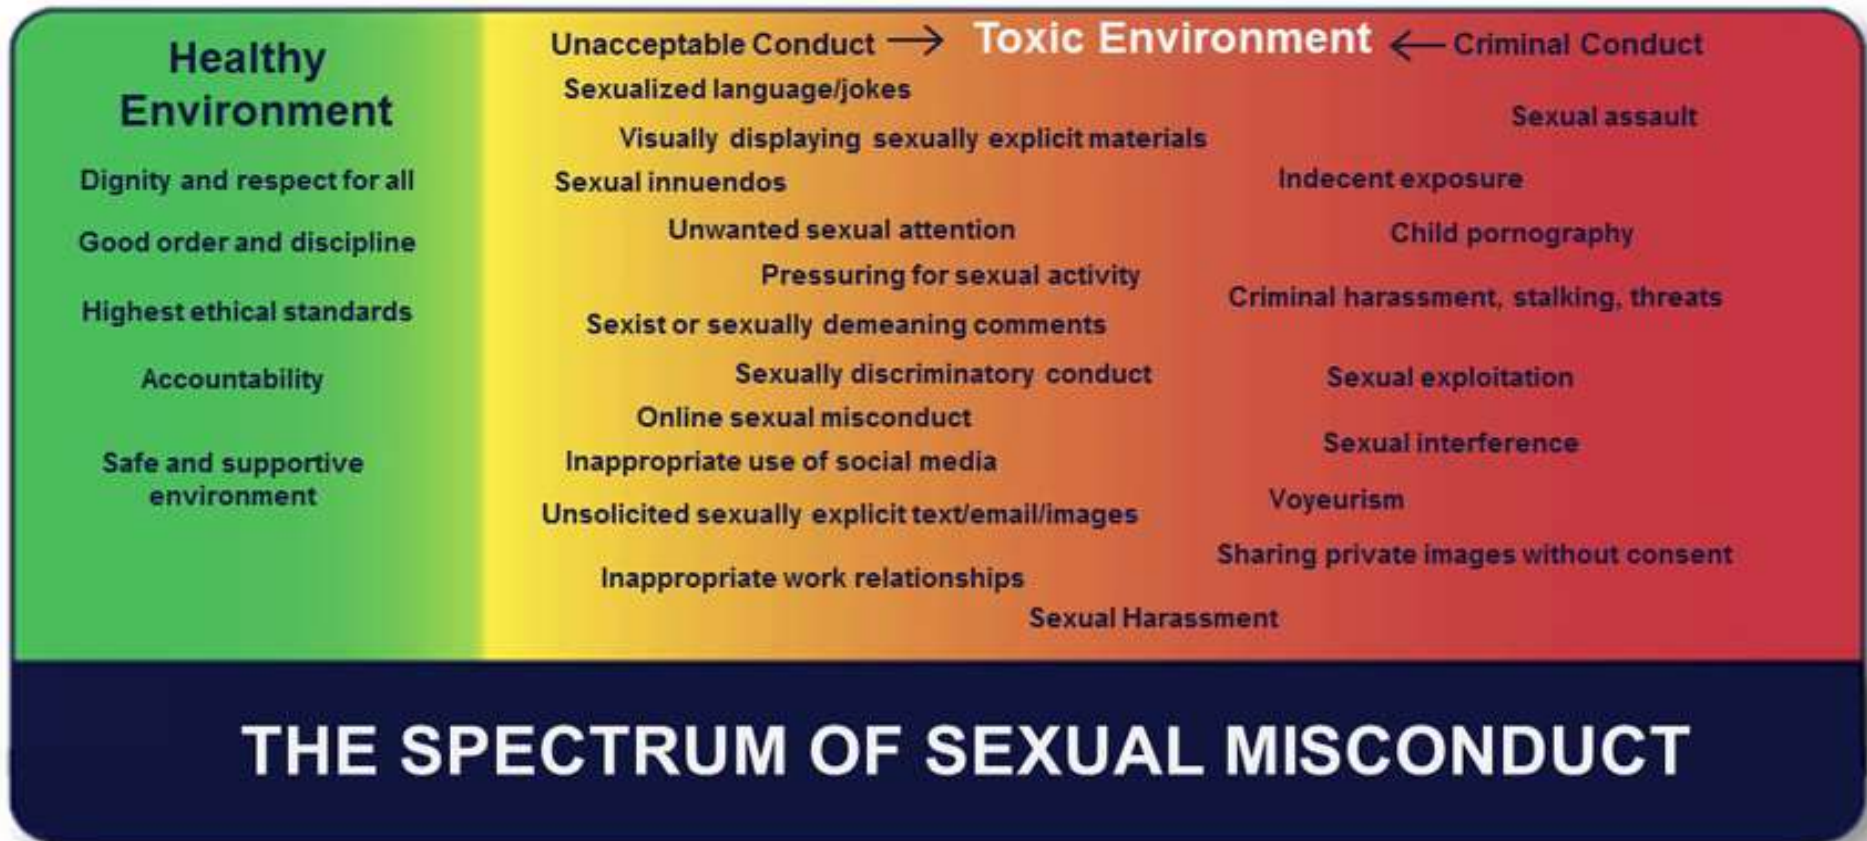 Healthy
Environment
Dignity and respect for all
Good order and discipline
Highest ethical standards
Accountability
Safe and supportive
environment
Unacceptable Conduct → Toxic Environment ← Criminal Conduct
Sexualized language/jokes
Visually displaying sexually explicit materials
Sexual innuendos
Unwanted sexual attention
Pressuring for sexual activity
Sexist or sexually demeaning comments
Sexually discriminatory conduct
Online sexual misconduct
Inappropriate use of social media
Unsolicited sexually explicit text/email/images
Inappropriate work relationships
Sexual Harassment
Sexual assault
Indecent exposure
Child pornography
Criminal harassment, stalking, threats
Sexual exploitation
Sexual interference
Voyeurism
Sharing private images without consent
THE SPECTRUM OF SEXUAL MISCONDUCT